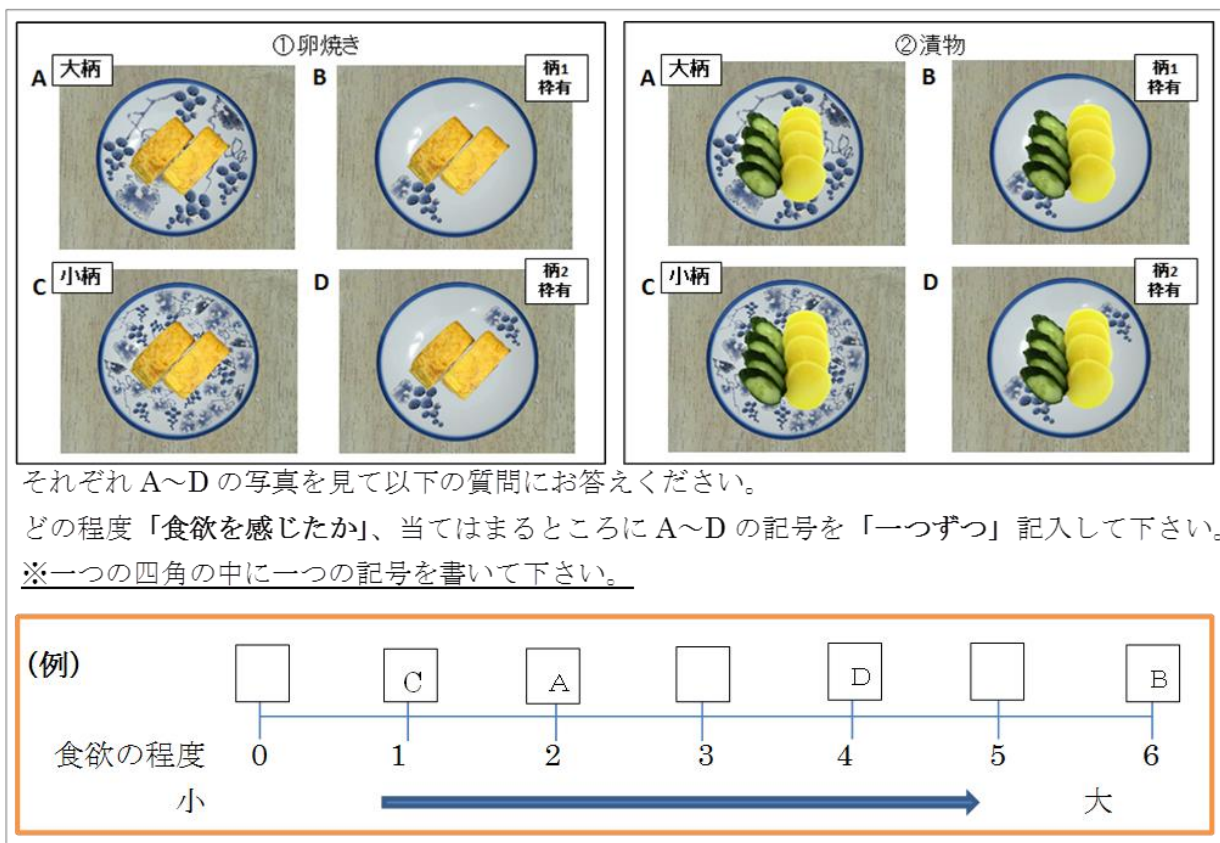 ①卵焼き
A 大柄
B 柄1
枠有
C 小柄
D 柄2
枠有
②漬物
A 大柄
B 柄1
枠有
C 小柄
D 柄2
枠有
それぞれ A～D の写真を見て以下の質問にお答えください。
どの程度「食欲を感じたか」、当てはまるところに A～D の記号を「一つずつ」記入して下さい。
※一つの四角の中に一つの記号を書いて下さい。
(例)
C A D B
食欲の程度 0 1 2 3 4 5 6
小 大